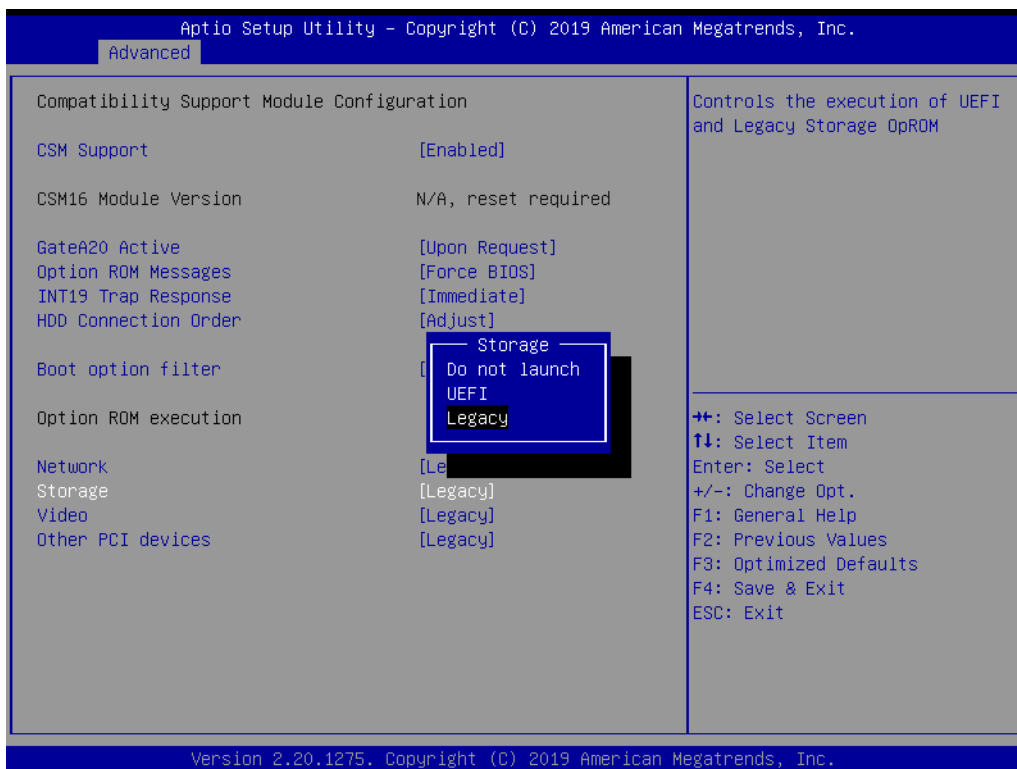 Aptio Setup Utility – Copyright (C) 2019 American Megatrends, Inc.
Advanced
Compatibility Support Module Configuration
CSM Support [Enabled]
CSM16 Module Version N/A, reset required
GateA20 Active [Upon Request]
Option ROM Messages [Force BIOS]
INT19 Trap Response [Immediate]
HDD Connection Order [Adjust]
Boot option filter [
Option ROM execution
Network [Le
Storage [Legacy]
Video [Legacy]
Other PCI devices [Legacy]
Storage
Do not launch
UEFI
Legacy
Controls the execution of UEFI
and Legacy Storage OpROM
→←: Select Screen
↑↓: Select Item
Enter: Select
+/-: Change Opt.
F1: General Help
F2: Previous Values
F3: Optimized Defaults
F4: Save & Exit
ESC: Exit
Version 2.20.1275. Copyright (C) 2019 American Megatrends, Inc.